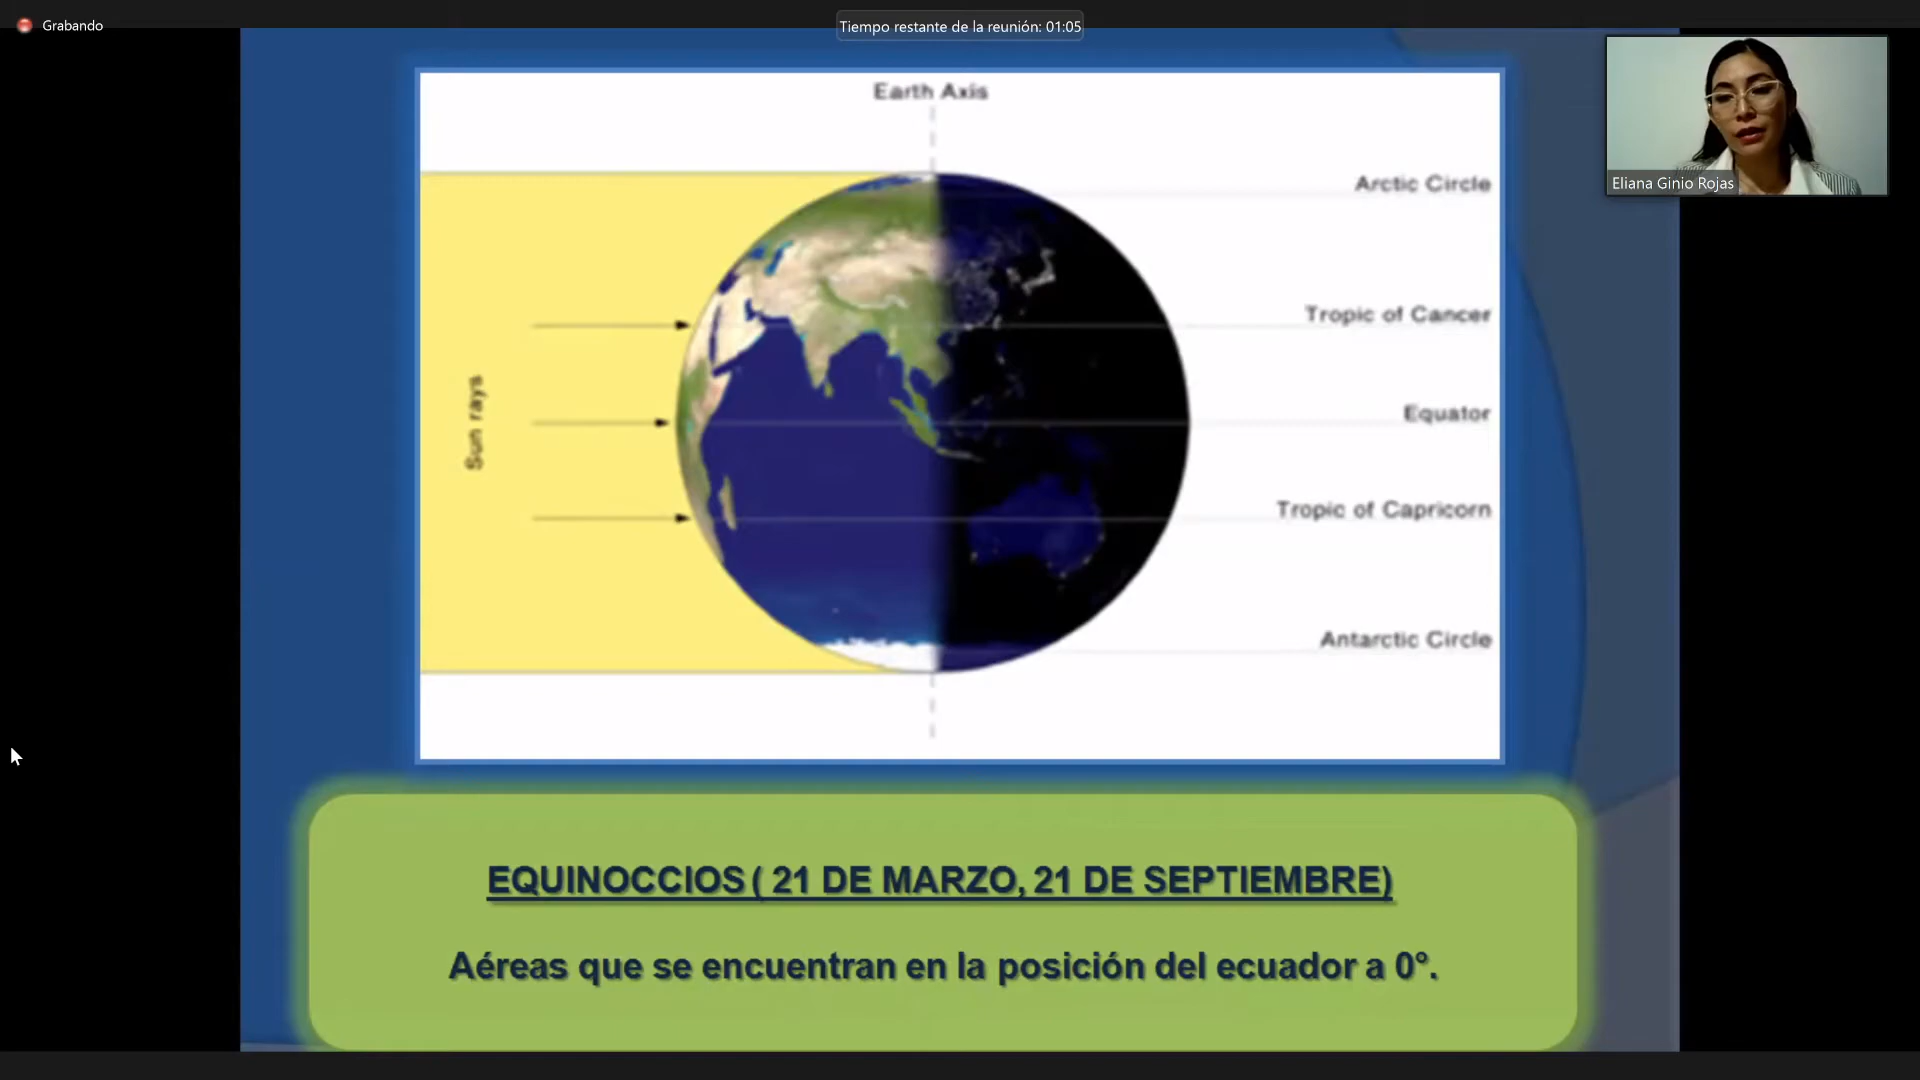 Grabando
Tiempo restante de la reunión: 01:05
Eliana Ginio Rojas
Earth Axis
Arctic Circle
Tropic of Cancer
Sun rays
Equator
Tropic of Capricorn
Antarctic Circle
EQUINOCCIOS ( 21 DE MARZO, 21 DE SEPTIEMBRE)
Aéreas que se encuentran en la posición del ecuador a 0°.